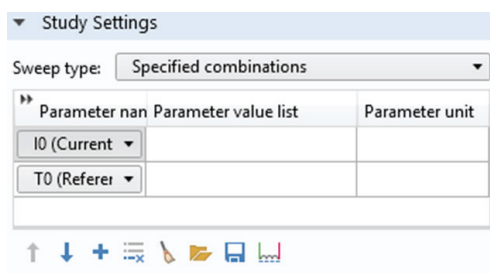 Study Settings
Sweep type: Specified combinations
Parameter nan Parameter value list Parameter unit
I0 (Current
T0 (Referer